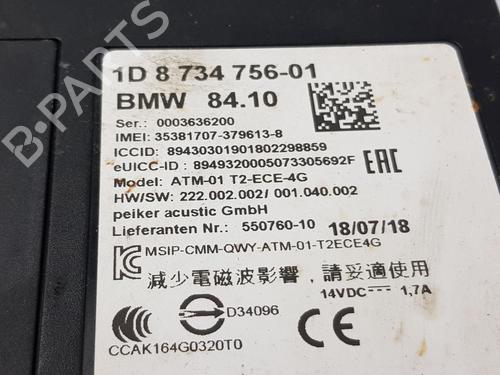 B-PARTS
1D 8 734 756-01
BMW 84.10
Ser.: 0003636200
IMEI: 35381707-379613-8
ICCID: 89430301901802298859
eUICC-ID : 8949320005073305692F
Model: ATM-01 T2-ECE-4G
HW/SW: 222.002.002/ 001.040.002
peiker acustic GmbH
Lieferanten Nr.: 550760-10 18/07/18
MSIP-CMM-QWY-ATM-01-T2ECE4G
減少電磁波影響，請妥適使用
14VDC 1,7A
D34096
CCAK164G0320T0